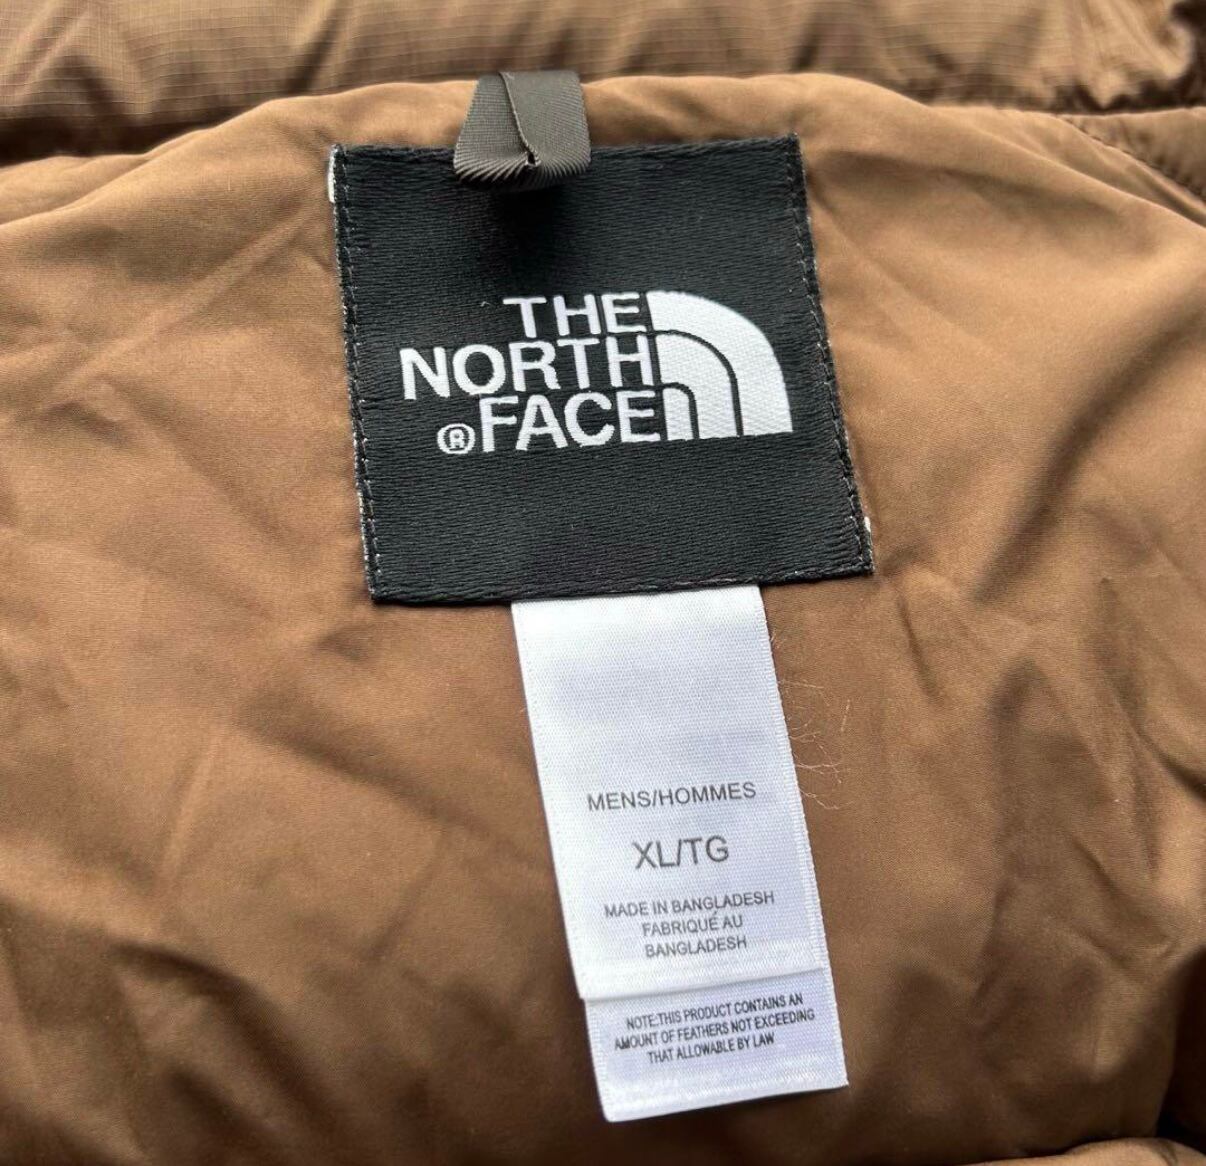 THE
NORTH
®FACE
MENS/HOMMES
XL/TG
MADE IN BANGLADESH
FABRIQUÉ AU
BANGLADESH
NOTE:THIS PRODUCT CONTAINS AN
AMOUNT OF FEATHERS NOT EXCEEDING
THAT ALLOWABLE BY LAW